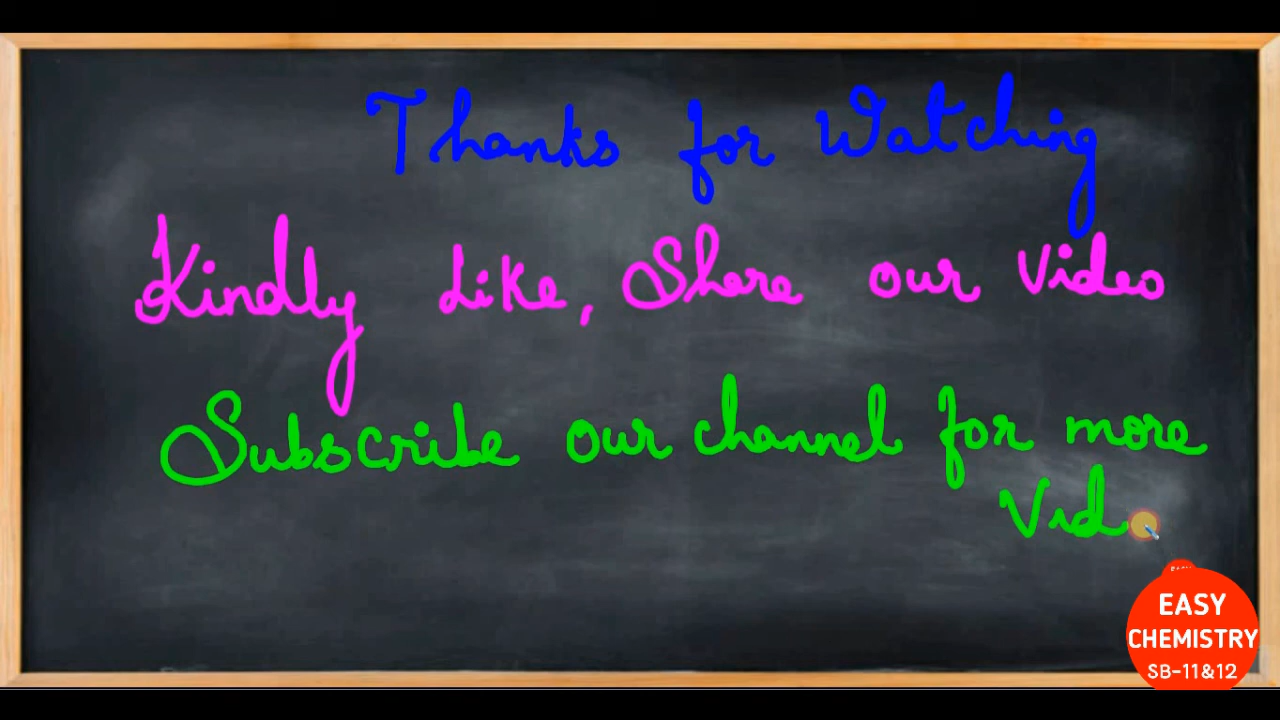 Thanks for Watching
Kindly Like, Share our Video
Subscribe our channel for more
Vid
EASY
CHEMISTRY
SB-11&12